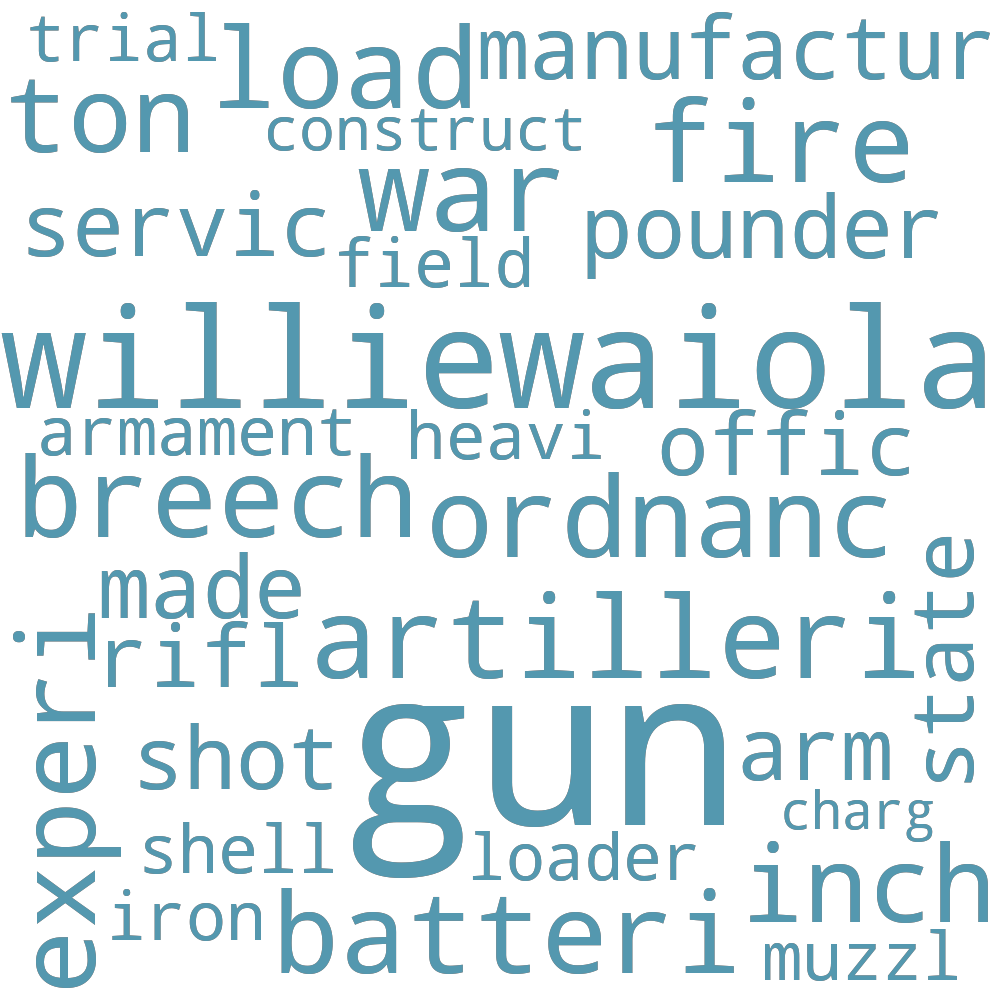 trial
load
manufactur
ton
construct
fire
war
servic
pounder
field
williewaiola
armament
heavi
offic
breech
ordnanc
made
state
rifl
artilleri
experi
gun
shot
arm
charg
shell
loader
inch
iron
batteri
muzzl